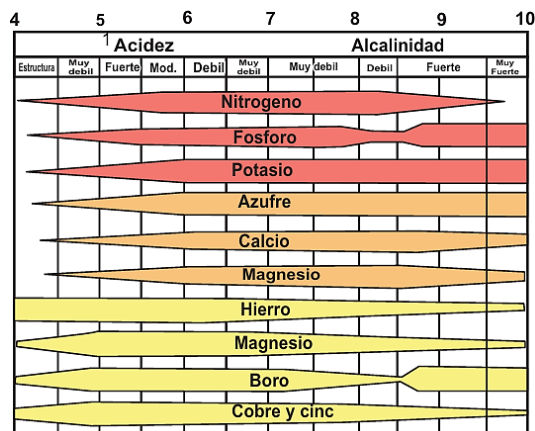 4 5 6 7 8 9 10
1 Acidez Alcalinidad
Estructura Muy debil Fuerte Mod. Debil Muy debil Muy debil Debil Fuerte Muy Fuerte
Nitrogeno
Fosforo
Potasio
Azufre
Calcio
Magnesio
Hierro
Magnesio
Boro
Cobre y cinc